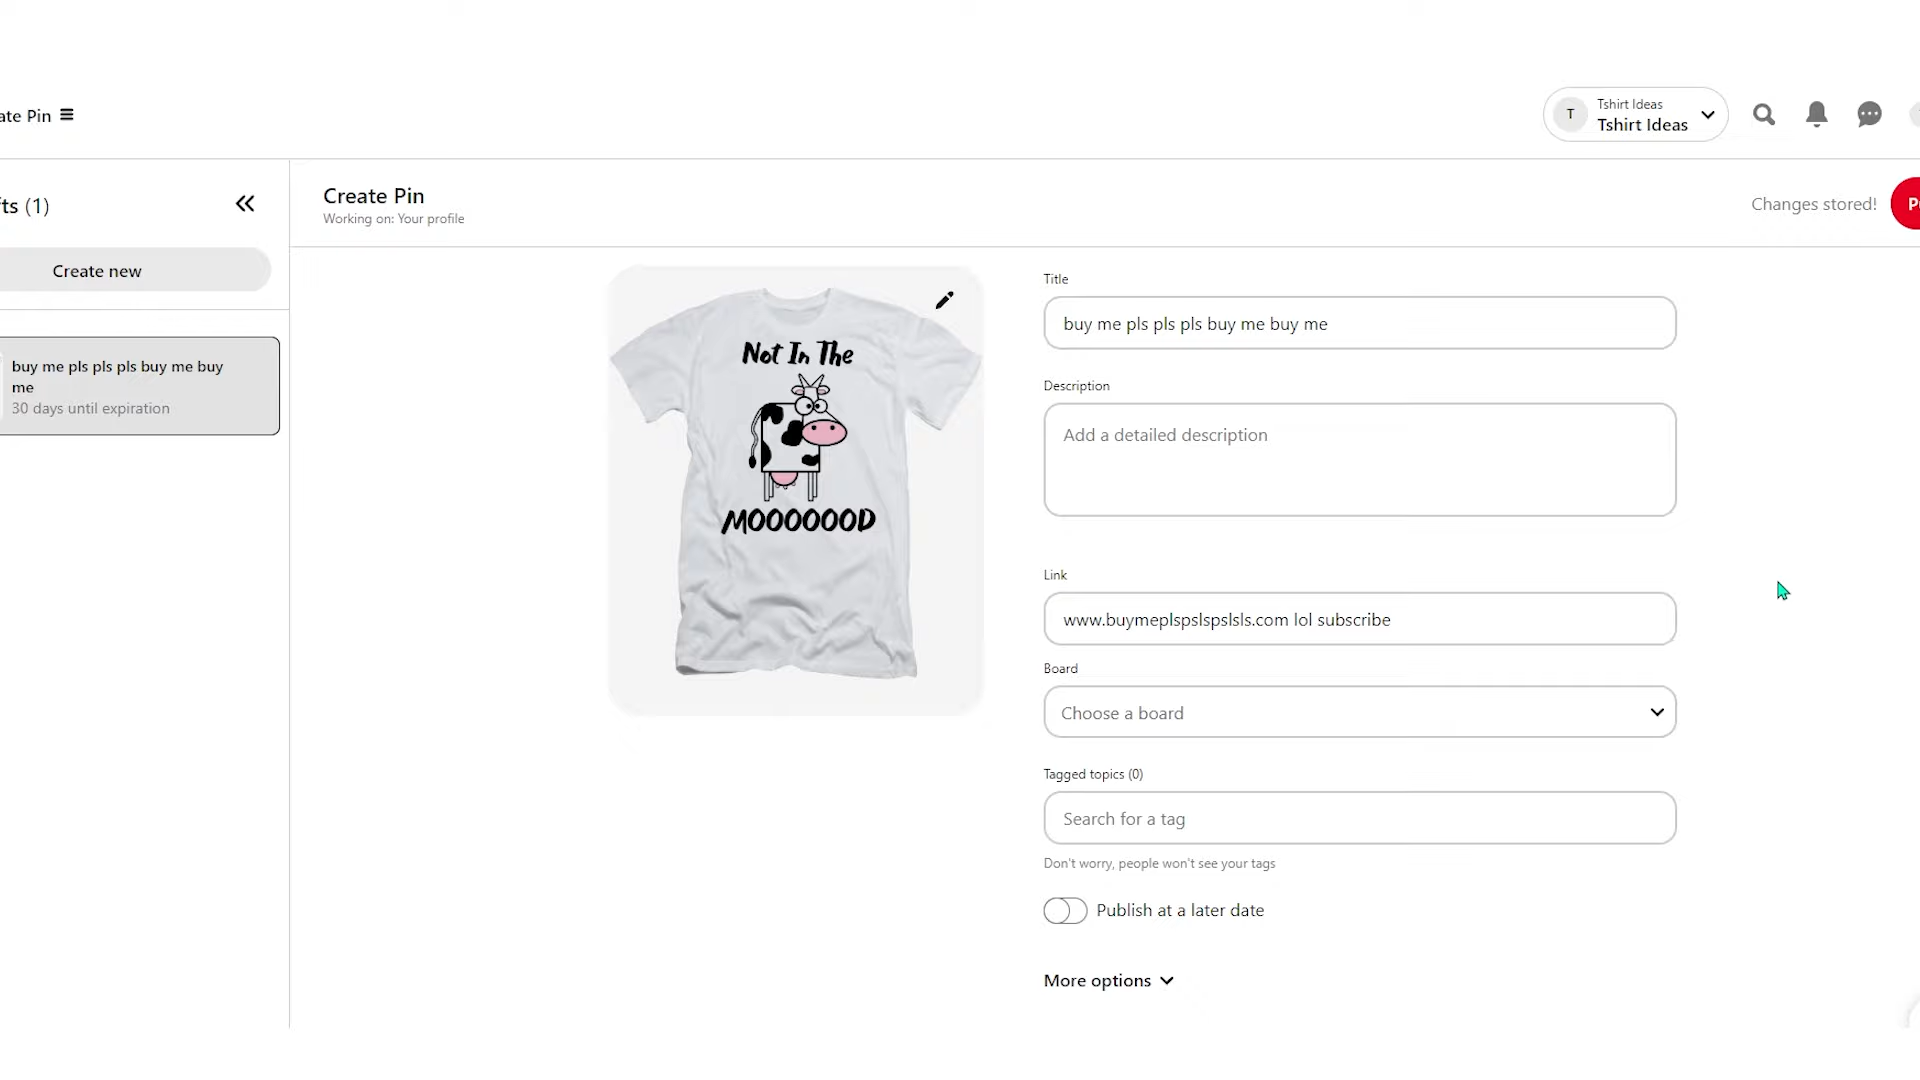 ate Pin
T
Tshirt Ideas
Tshirt Ideas
ts (1)
Create new
buy me pls pls pls buy me buy
me
30 days until expiration
Create Pin
Working on: Your profile
Changes stored!
P
Not In The
MOOOOOOD
Title
buy me pls pls pls buy me buy me
Description
Add a detailed description
Link
www.buymeplspslspslsls.com lol subscribe
Board
Choose a board
Tagged topics (0)
Search for a tag
Don't worry, people won't see your tags
Publish at a later date
More options